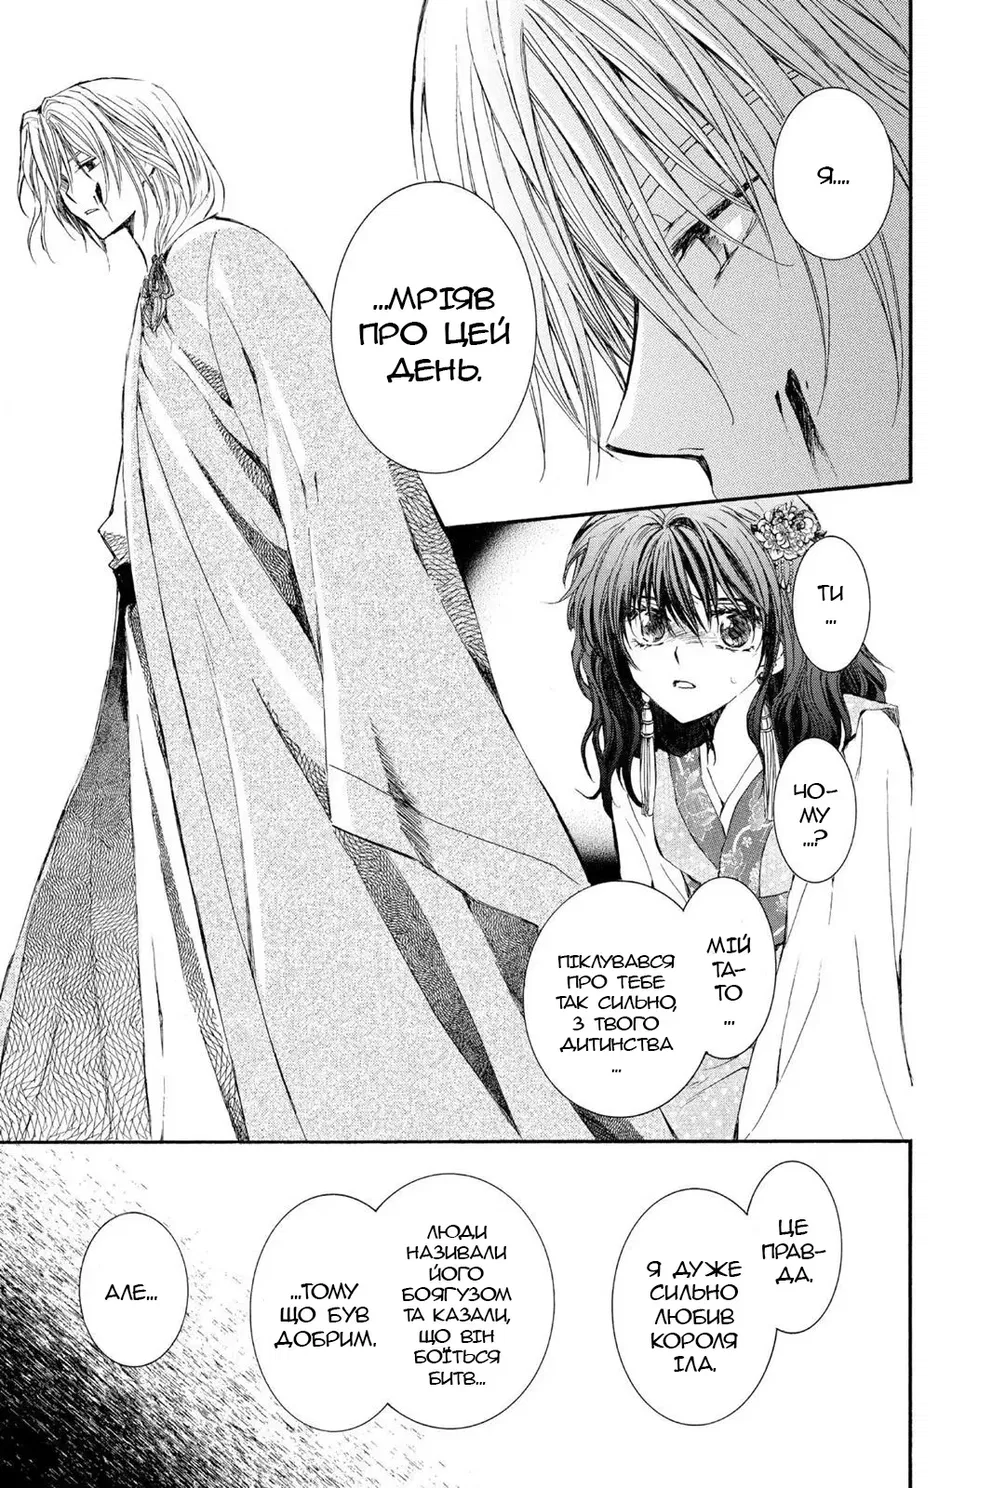 Я....
...МРІЯВ
ПРО ЦЕЙ
ДЕНЬ.
ТИ
...
ЧО-
МУ
....?
МІЙ
ТА-
ТО
...
ПІКЛУВАВСЯ
ПРО ТЕБЕ
ТАК СИЛЬНО,
З ТВОГО
ДИТИНСТВА
...
ЦЕ
ПРАВ-
ДА.
Я ДУЖЕ
СИЛЬНО
ЛЮБИВ
КОРОЛЯ
ІЛА.
ЛЮДИ
НАЗИВАЛИ
ЙОГО
БОЯГУЗОМ
ТА КАЗАЛИ,
ЩО ВІН
БОЇТЬСЯ
БИТВ...
...ТОМУ
ЩО БУВ
ДОБРИМ.
АЛЕ...